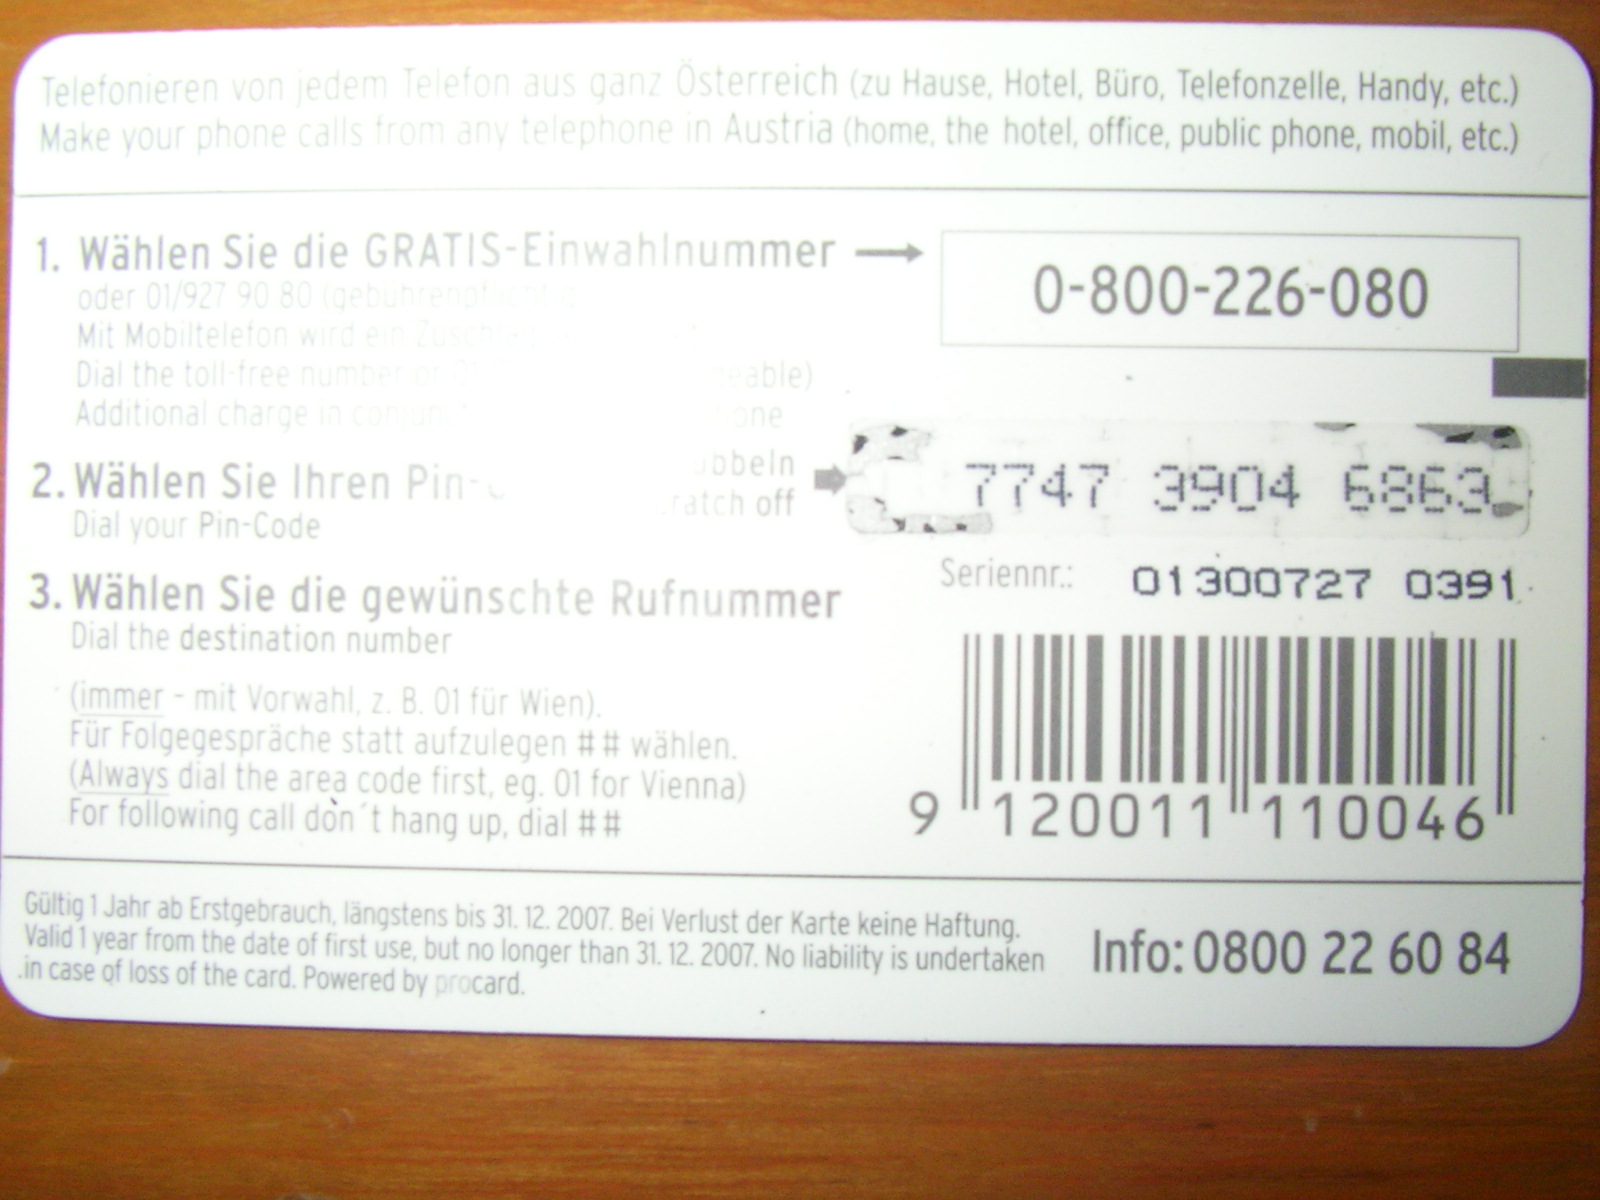 Telefonieren von jedem Telefon aus ganz Österreich (zu Hause, Hotel, Büro, Telefonzelle, Handy, etc.)
Make your phone calls from any telephone in Austria (home, the hotel, office, public phone, mobil, etc.)
1. Wählen Sie die GRATIS-Einwahlnummer
0-800-226-080
oder 01/927 90 80 (gebührenpflichtig
Mit Mobiltelefon wird ein
Dial the toll-free number or
Additional charge in
2. Wählen Sie Ihren
ratch off
Dial your Pin-Code
7747 3904 6863
Seriennr.: 01300727 0391
3. Wählen Sie die gewünschte Rufnummer
Dial the destination number
(immer - mit Vorwahl, z. B. 01 für Wien).
Für Folgegespräche statt aufzulegen ## wählen.
(Always dial the area code first, eg. 01 for Vienna)
For following call don´t hang up, dial ##
9 120011 110046
Gültig 1 Jahr ab Erstgebrauch, längstens bis 31. 12. 2007. Bei Verlust der Karte keine Haftung.
Valid 1 year from the date of first use, but no longer than 31. 12. 2007. No liability is undertaken
in case of loss of the card. Powered by procard.
Info: 0800 22 60 84